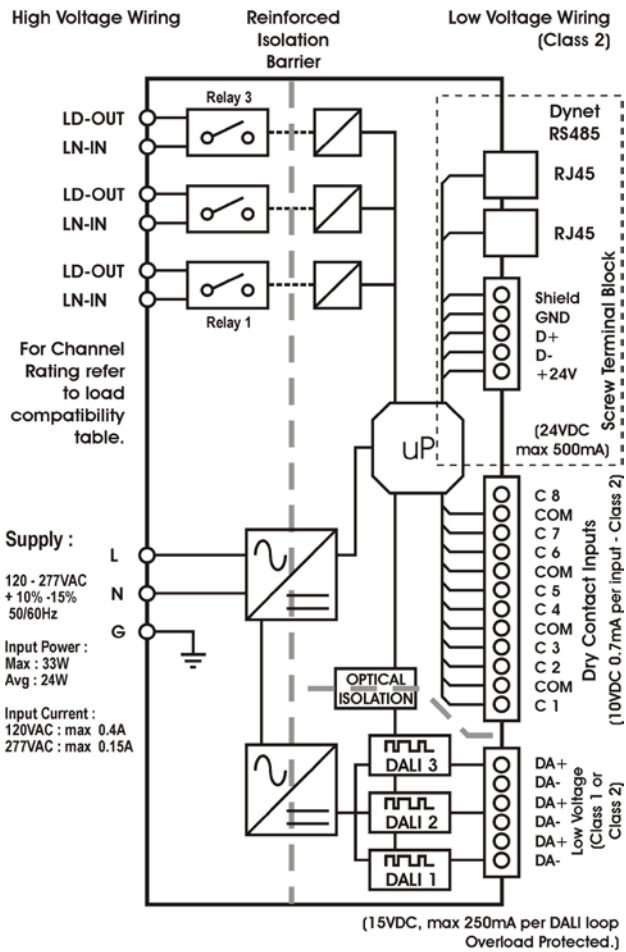 High Voltage Wiring
Reinforced
Isolation
Barrier
Low Voltage Wiring
(Class 2)
Relay 3
LD-OUT
LN-IN
LD-OUT
LN-IN
LD-OUT
LN-IN
Relay 1
Dynet
RS485
RJ45
RJ45
Shield
GND
D+
D-
+24V
Screw Terminal Block
(24VDC
max 500mA)
For Channel
Rating refer
to load
compatibility
table.
uP
Supply :
120 - 277VAC
+ 10% -15%
50/60Hz
L
N
G
Input Power :
Max : 33W
Avg : 24W
Input Current :
120VAC : max 0.4A
277VAC : max 0.15A
C 8
COM
C 7
C 6
COM
C 5
C 4
COM
C 3
C 2
COM
C 1
Dry Contact Inputs
(10VDC 0.7mA per input - Class 2)
OPTICAL
ISOLATION
DALI 3
DALI 2
DALI 1
DA+
DA-
DA+
DA-
DA+
DA-
Low Voltage
(Class 1 or
Class 2)
(15VDC, max 250mA per DALI loop
Overload Protected.)